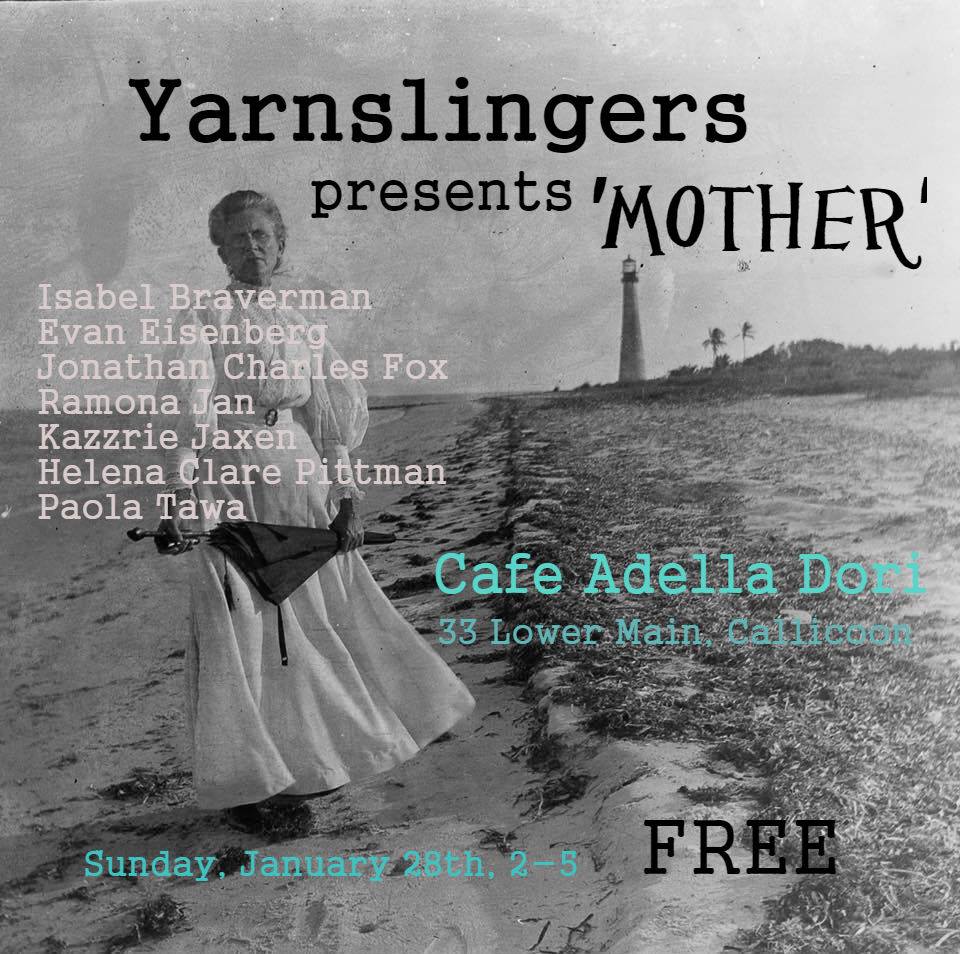 Yarnslingers
presents 'MOTHER'
Isabel Braverman
Evan Eisenberg
Jonathan Charles Fox
Ramona Jan
Kazzrie Jaxen
Helena Clare Pittman
Paola Tawa
Cafe Adella Dori
33 Lower Main, Callicoon
Sunday, January 28th, 2-5
FREE